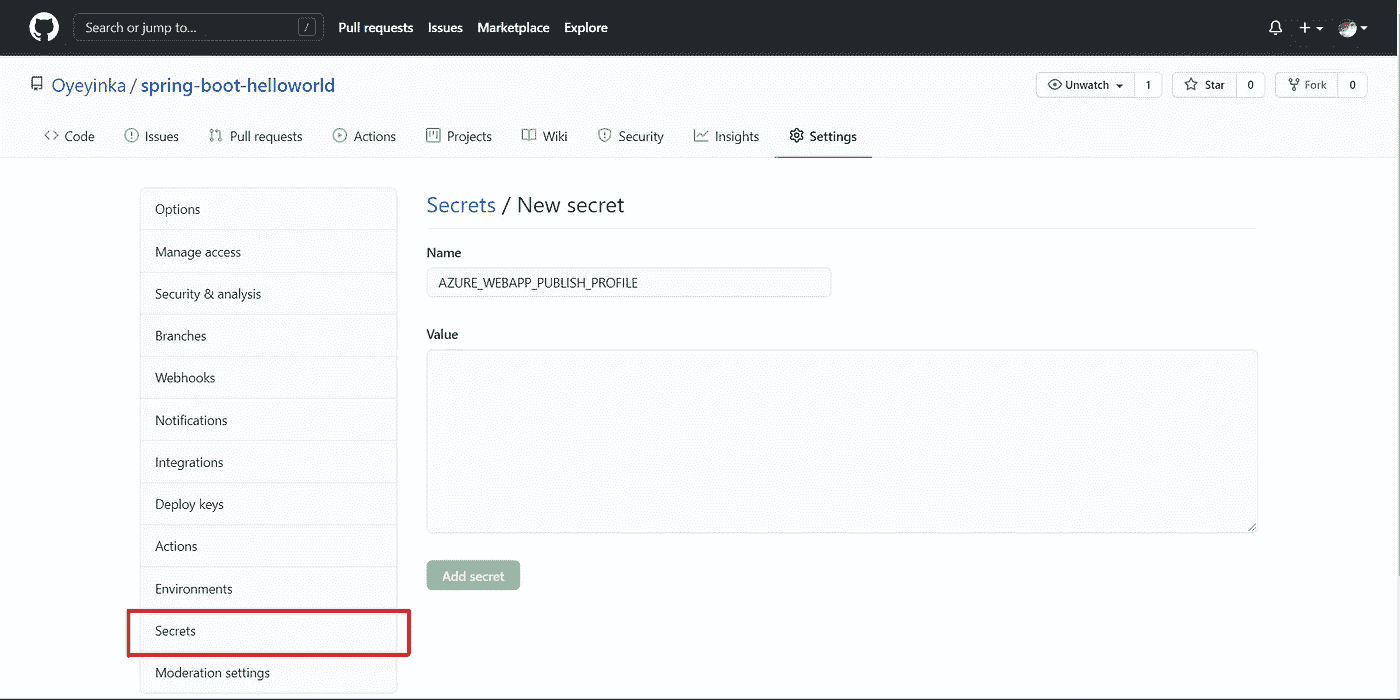 Search or jump to... /
Pull requests Issues Marketplace Explore
Oyeyinka / spring-boot-helloworld
Unwatch 1 Star 0 Fork 0
Code Issues Pull requests Actions Projects Wiki Security Insights Settings
Options
Manage access
Security & analysis
Branches
Webhooks
Notifications
Integrations
Deploy keys
Actions
Environments
Secrets
Moderation settings
Secrets / New secret
Name
AZURE_WEBAPP_PUBLISH_PROFILE
Value
Add secret